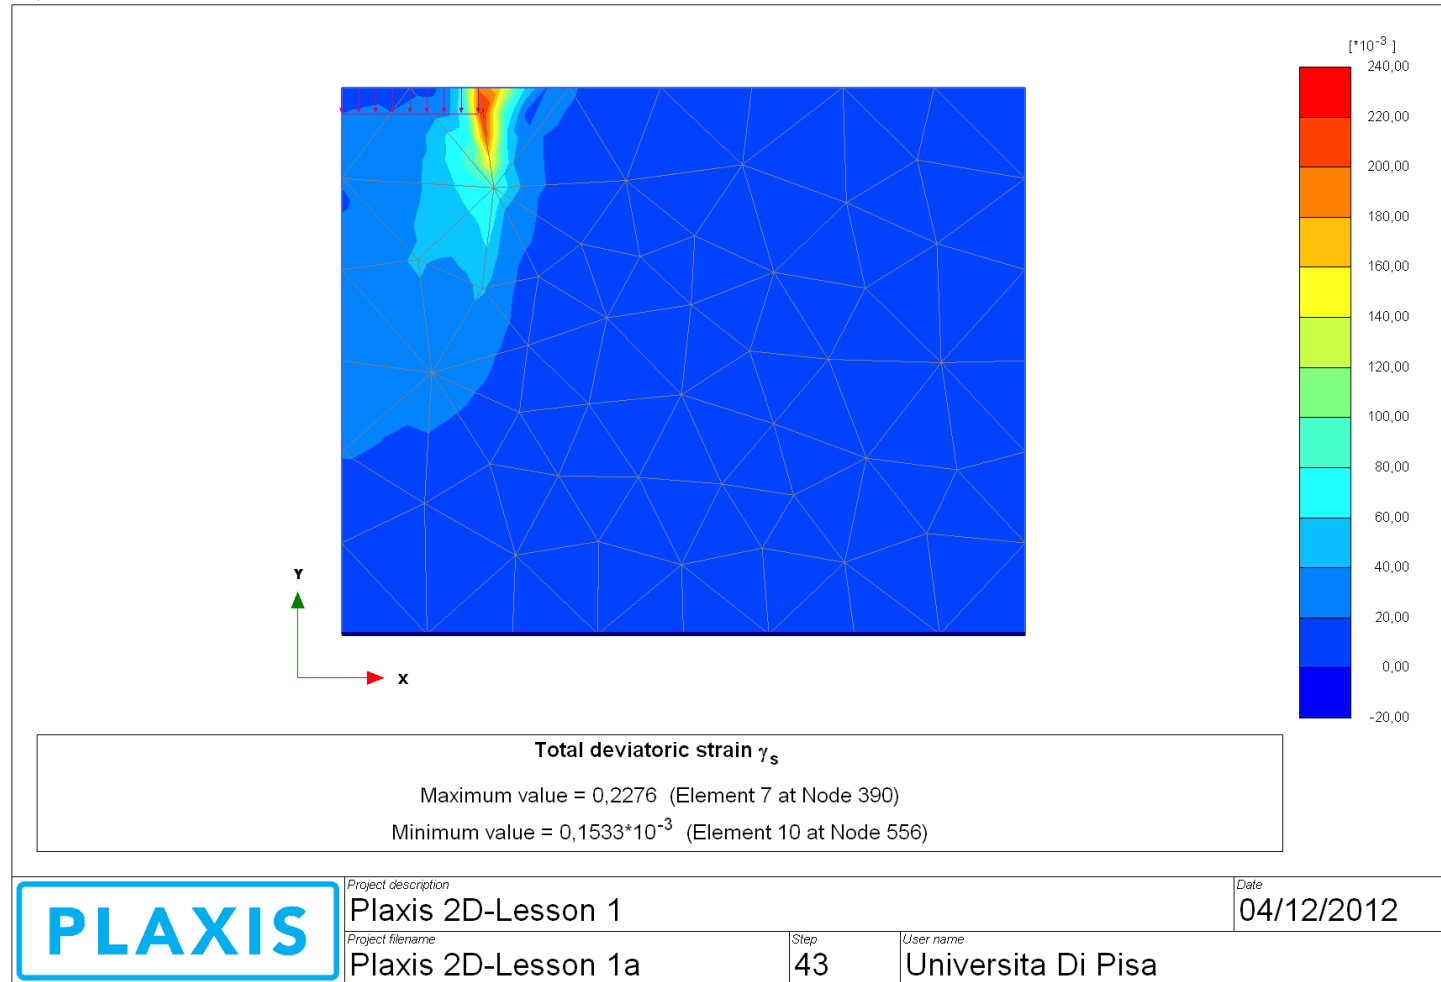 [*10-3 ]
240,00
220,00
200,00
180,00
160,00
140,00
120,00
100,00
80,00
60,00
40,00
20,00
0,00
-20,00
Y
X
Total deviatoric strain γs
Maximum value = 0,2276 (Element 7 at Node 390)
Minimum value = 0,1533*10-3 (Element 10 at Node 556)
PLAXIS
Project description
Plaxis 2D-Lesson 1
Date
04/12/2012
Project filename
Plaxis 2D-Lesson 1a
Step
43
User name
Universita Di Pisa